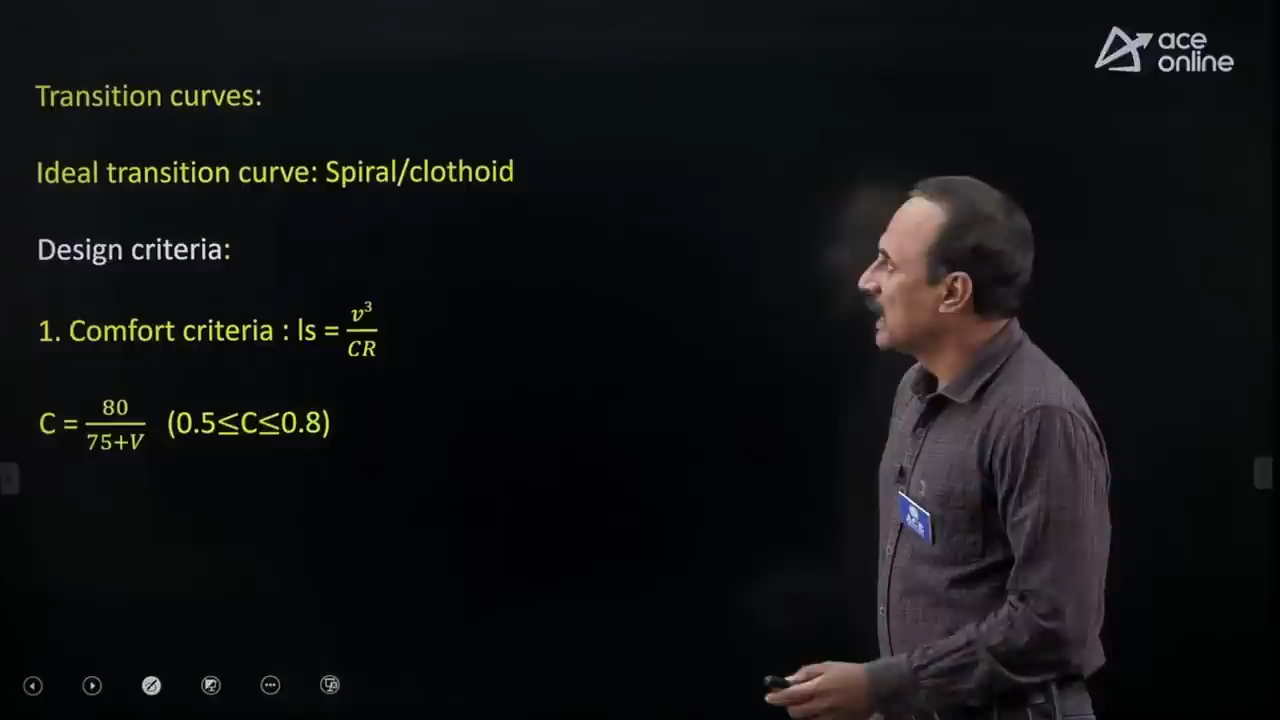 ace
online
Transition curves:
Ideal transition curve: Spiral/clothoid
Design criteria:
1. Comfort criteria : ls = v³/CR
C = 80/75+V (0.5≤C≤0.8)
ACE